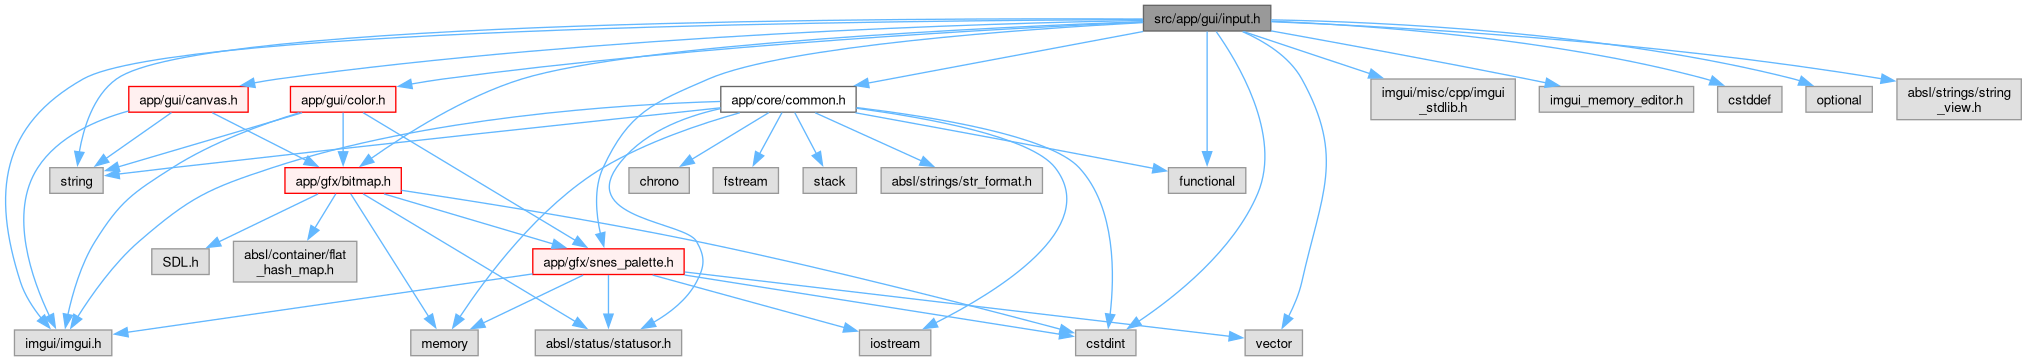 src/app/gui/input.h
app/gui/canvas.h
app/gui/color.h
app/core/common.h
imgui/misc/cpp/imgui
_stdlib.h
imgui_memory_editor.h
cstddef
optional
absl/strings/string
_view.h
string
app/gfx/bitmap.h
chrono
fstream
stack
absl/strings/str_format.h
functional
SDL.h
absl/container/flat
_hash_map.h
app/gfx/snes_palette.h
imgui/imgui.h
memory
absl/status/statusor.h
iostream
cstdint
vector